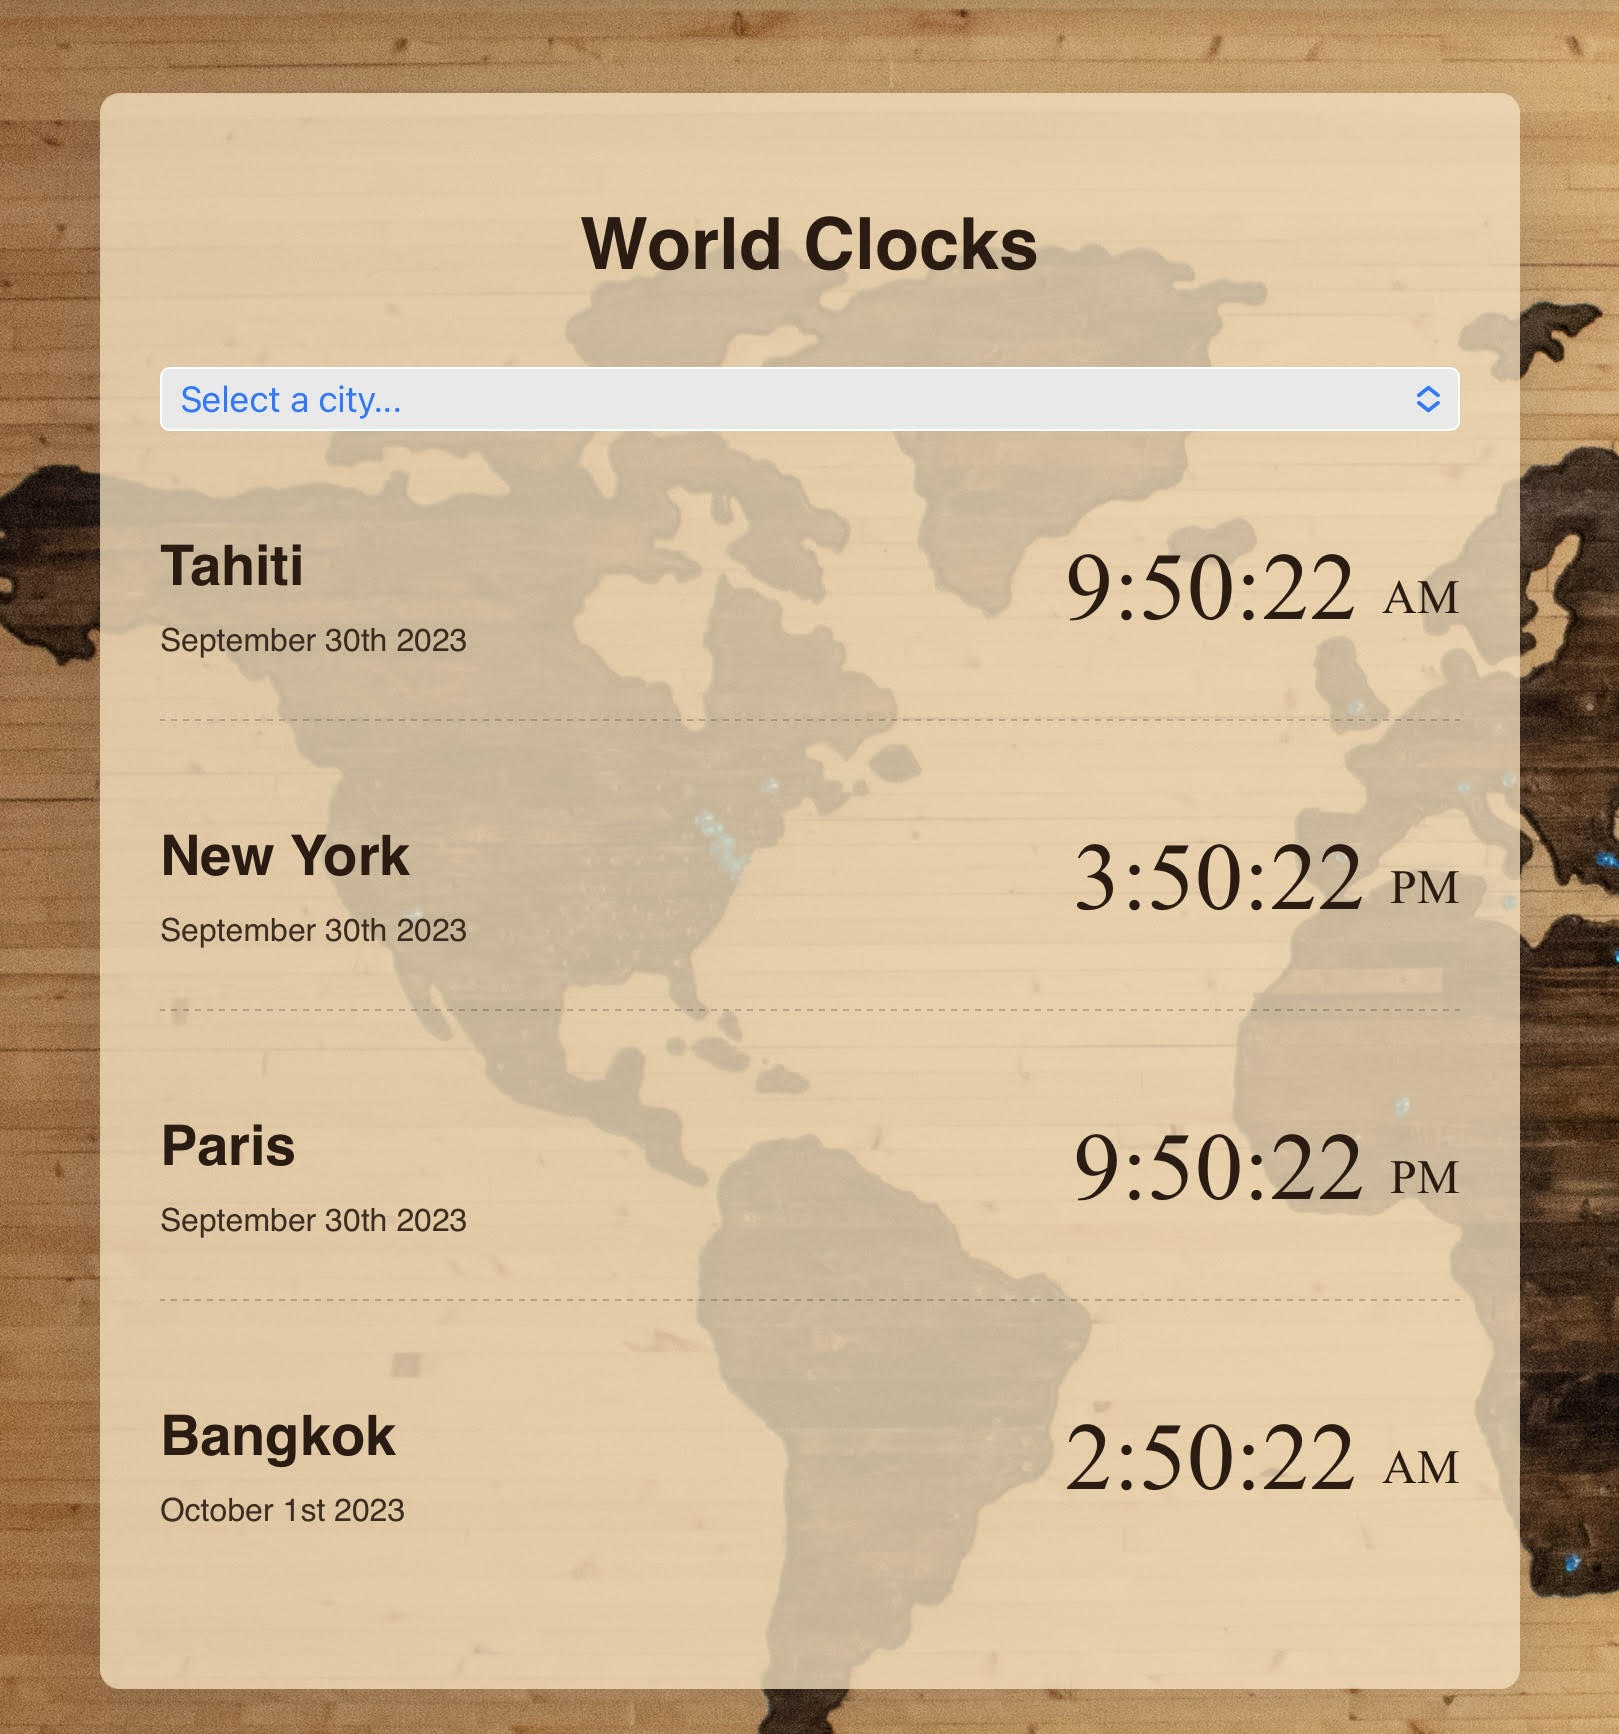 World Clocks
Select a city...
Tahiti
9:50:22 AM
September 30th 2023
New York
3:50:22 PM
September 30th 2023
Paris
9:50:22 PM
September 30th 2023
Bangkok
2:50:22 AM
October 1st 2023